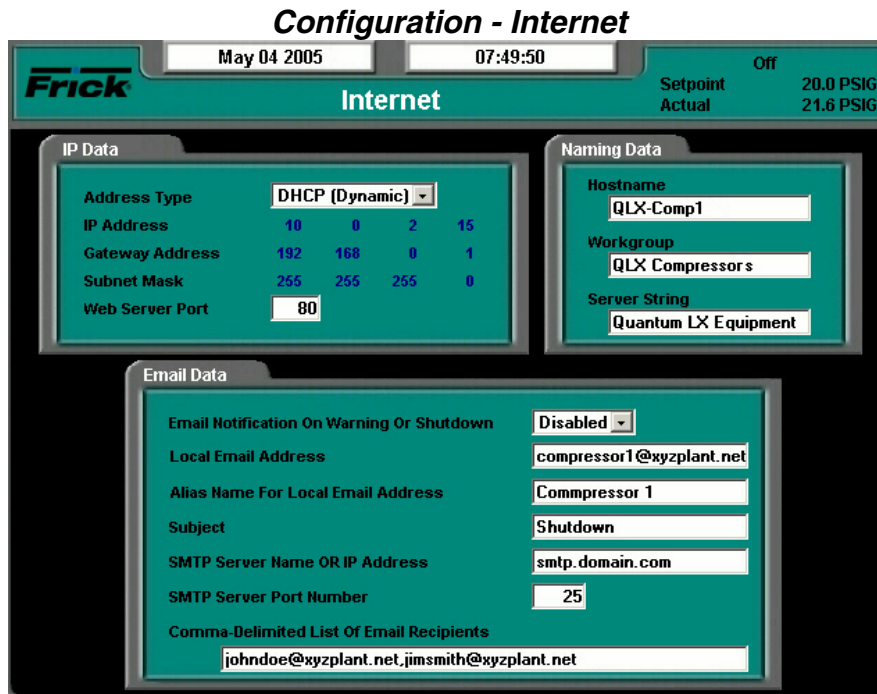 Configuration - Internet
May 04 2005 07:49:50 Off
Frick Internet Setpoint 20.0 PSIG
Actual 21.6 PSIG
IP Data
Address Type DHCP (Dynamic)
IP Address 10 0 2 15
Gateway Address 192 168 0 1
Subnet Mask 255 255 255 0
Web Server Port 80
Naming Data
Hostname
QLX-Comp1
Workgroup
QLX Compressors
Server String
Quantum LX Equipment
Email Data
Email Notification On Warning Or Shutdown Disabled
Local Email Address compressor1@xyzplant.net
Alias Name For Local Email Address Commpressor 1
Subject Shutdown
SMTP Server Name OR IP Address smtp.domain.com
SMTP Server Port Number 25
Comma-Delimited List Of Email Recipients
johndoe@xyzplant.net,jimsmith@xyzplant.net